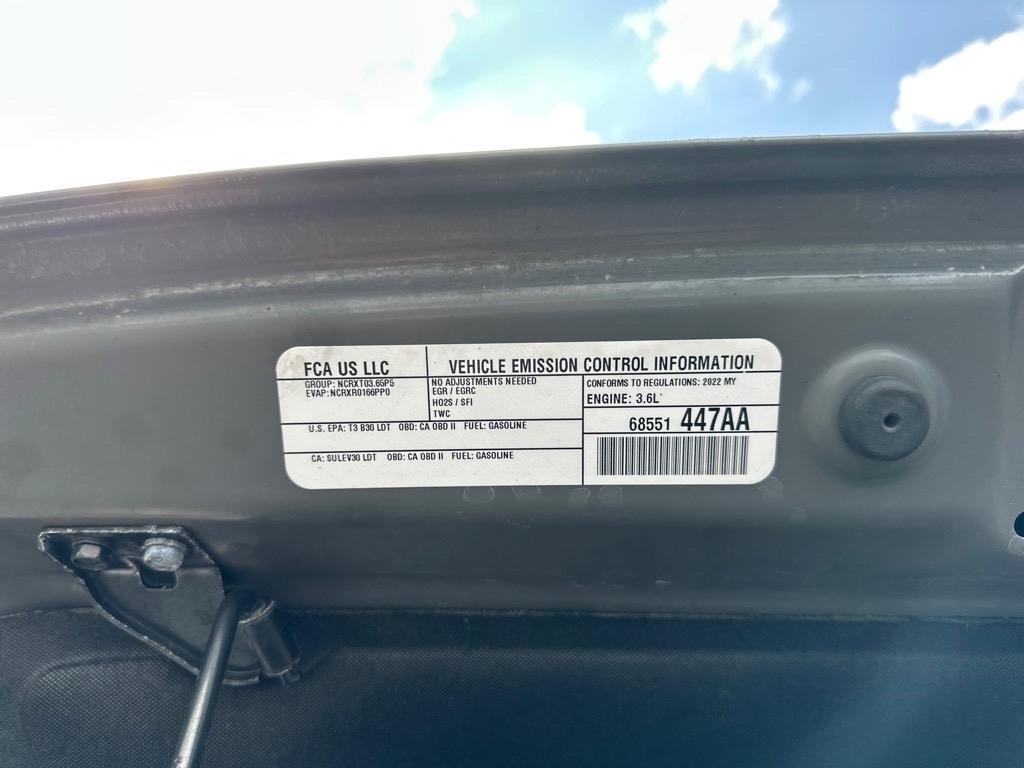 FCA US LLC
VEHICLE EMISSION CONTROL INFORMATION
GROUP: NCRXT03.65P5
EVAP: NCRXR0166PP0
NO ADJUSTMENTS NEEDED
EGR / EGRC
HO2S / SFI
TWC
CONFORMS TO REGULATIONS: 2022 MY
ENGINE: 3.6L
68551 447AA
U.S. EPA: T3 B30 LDT OBD: CA OBD II FUEL: GASOLINE
CA: SULEV30 LDT OBD: CA OBD II FUEL: GASOLINE